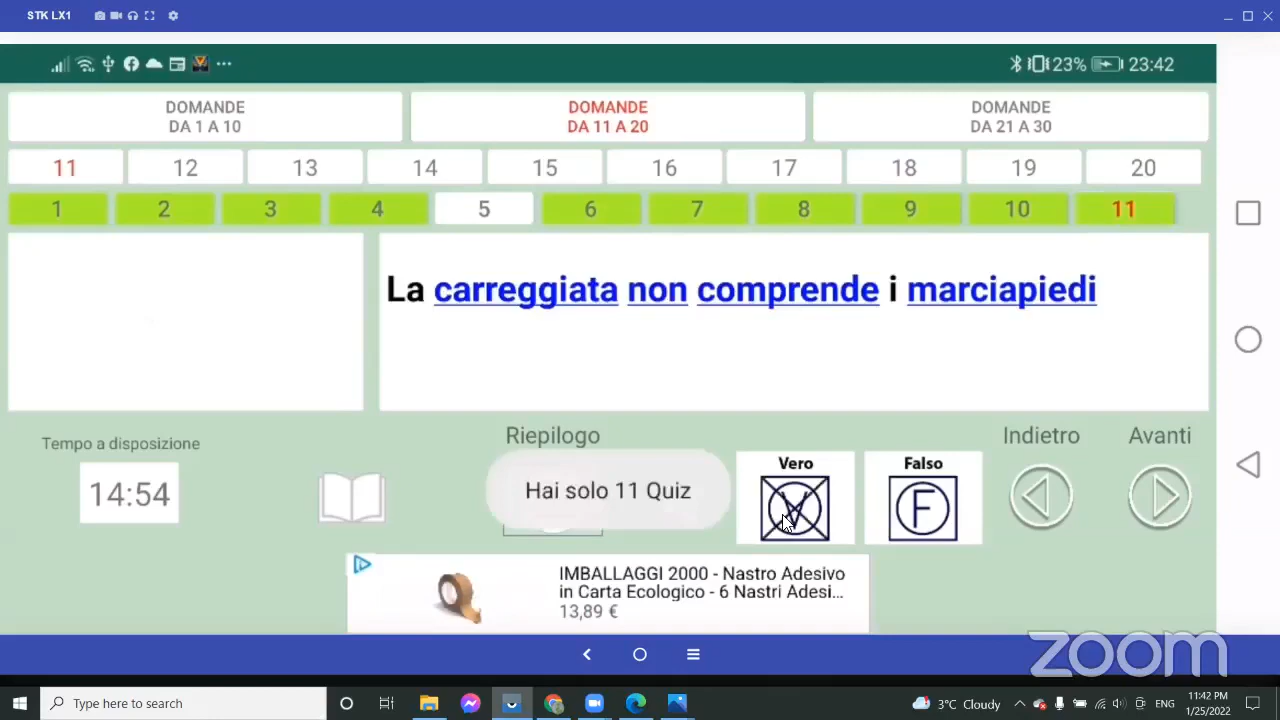 STK LX1
23% 23:42
DOMANDE
DA 1 A 10
DOMANDE
DA 11 A 20
DOMANDE
DA 21 A 30
11 12 13 14 15 16 17 18 19 20
1 2 3 4 5 6 7 8 9 10 11
La carreggiata non comprende i marciapiedi
Tempo a disposizione
14:54
Riepilogo
Hai solo 11 Quiz
Vero
V
Falso
F
Indietro
Avanti
IMBALLAGGI 2000 - Nastro Adesivo
in Carta Ecologico - 6 Nastri Adesi...
13,89 €
zoom
Type here to search
3°C Cloudy
ENG
11:42 PM
1/25/2022